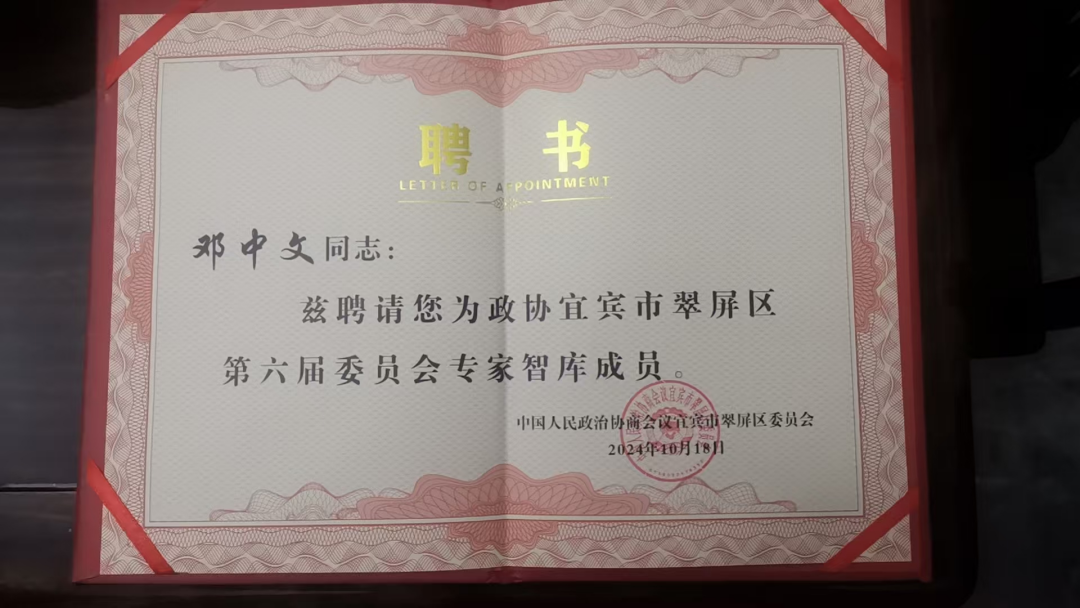 聘 书
LETTER OF APPOINTMENT
邓中文同志：
兹聘请您为政协宜宾市翠屏区
第六届委员会专家智库成员。
中国人民政治协商会议宜宾市翠屏区委员会
2024年10月18日